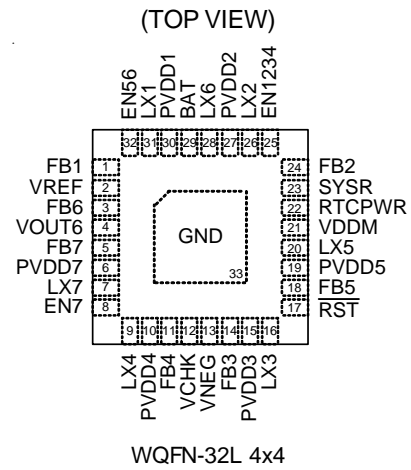 (TOP VIEW)
EN56
LX1
PVDD1
BAT
LX6
PVDD2
LX2
EN1234
32 31 30 29 28 27 26 25
FB1 1
VREF 2
FB6 3
VOUT6 4
FB7 5
PVDD7 6
LX7 7
EN7 8
GND
33
24 FB2
23 SYSR
22 RTCPWR
21 VDDM
20 LX5
19 PVDD5
18 FB5
17 RST
9 10 11 12 13 14 15 16
LX4
PVDD4
FB4
VCHK
VNEG
FB3
PVDD3
LX3
WQFN-32L 4x4